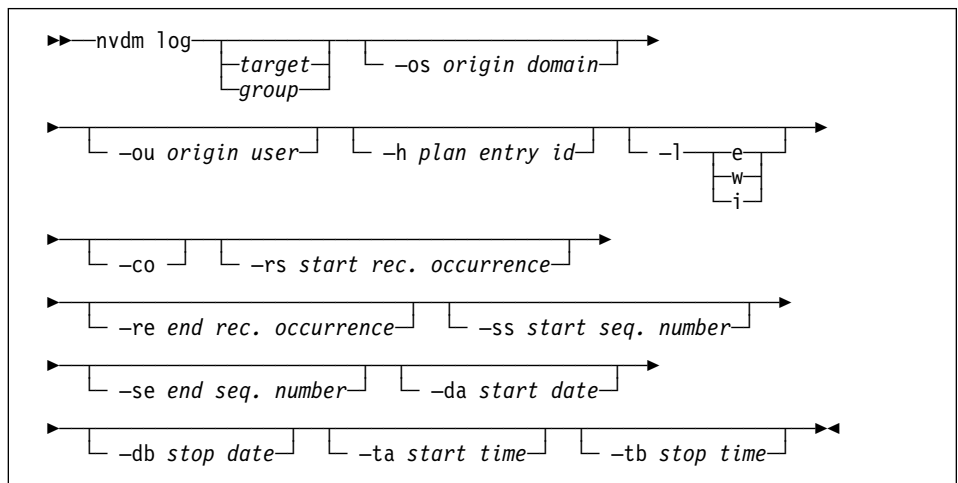 nvdm log
target –os origin domain
group
–ou origin user –h plan entry id –l e
w
i
–co –rs start rec. occurrence
–re end rec. occurrence –ss start seq. number
–se end seq. number –da start date
–db stop date –ta start time –tb stop time